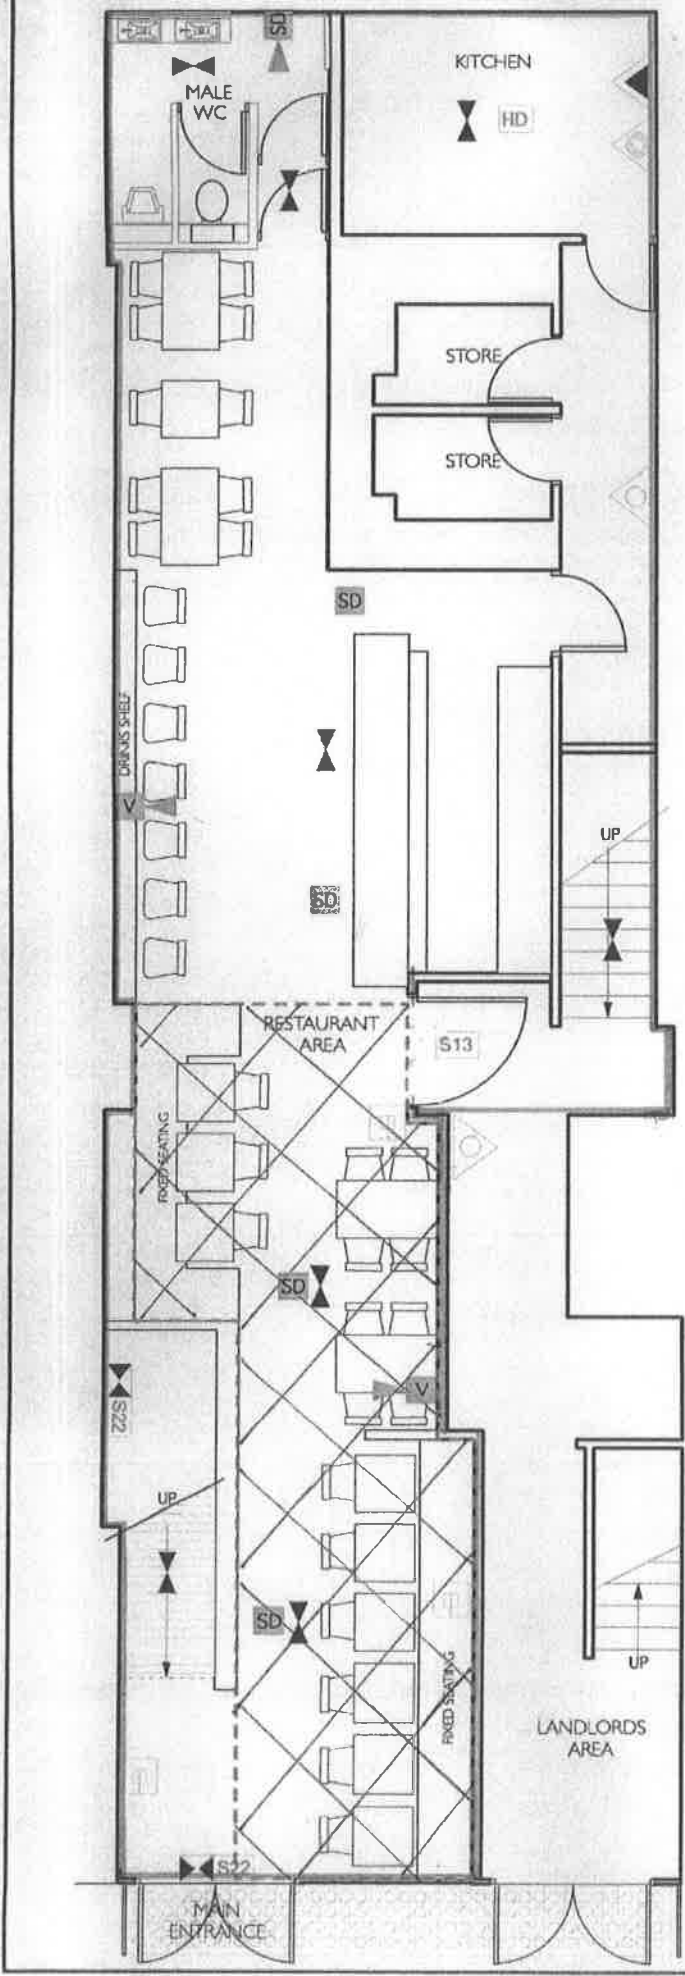 SD
MALE
WC
KITCHEN
HD
STORE
STORE
SD
DRINKS SHELF
V
UP
SD
RESTAURANT
AREA
S13
FIXED SEATING
SD
V
S22
UP
SD
FIXED SEATING
UP
LANDLORDS
AREA
S22
MAIN
ENTRANCE